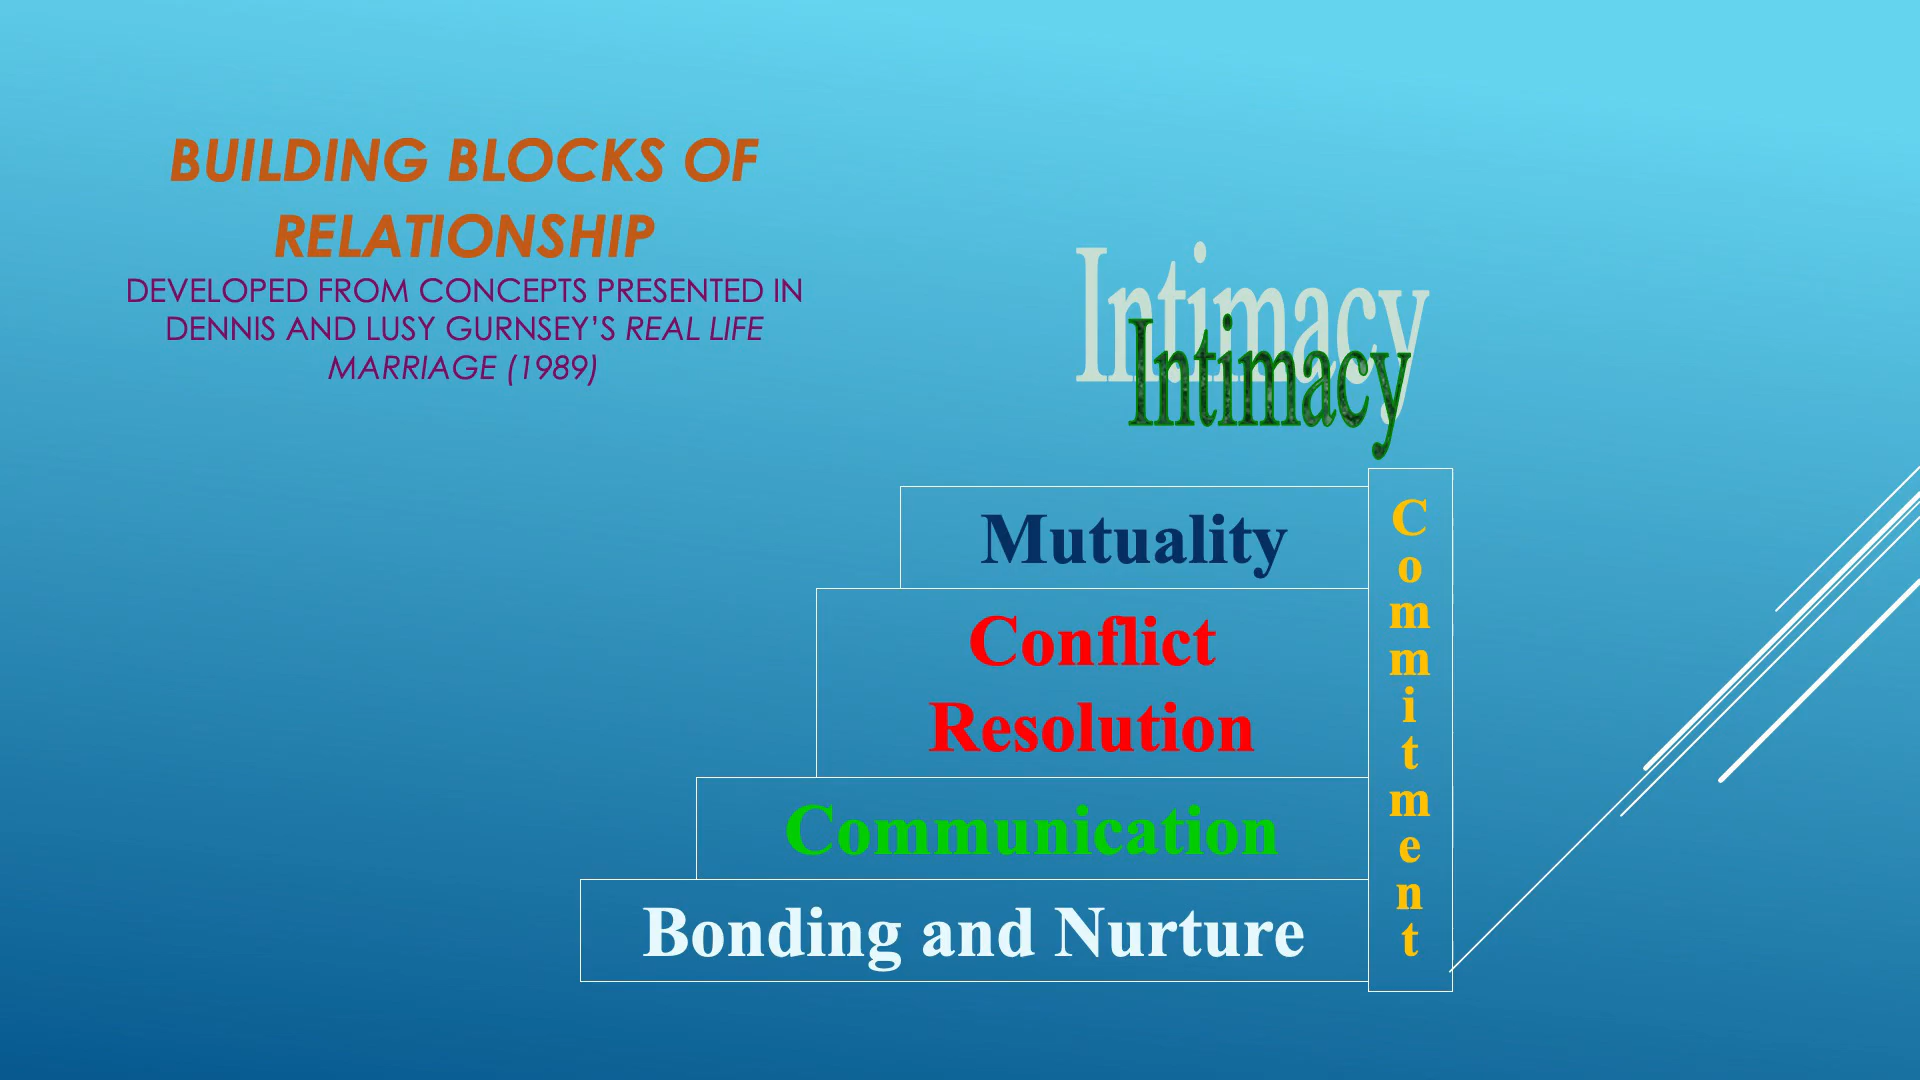 BUILDING BLOCKS OF
RELATIONSHIP
DEVELOPED FROM CONCEPTS PRESENTED IN
DENNIS AND LUSY GURNSEY’S REAL LIFE
MARRIAGE (1989)
Intimacy
Intimacy
Mutuality
Conflict
Resolution
Communication
Bonding and Nurture
Commitment